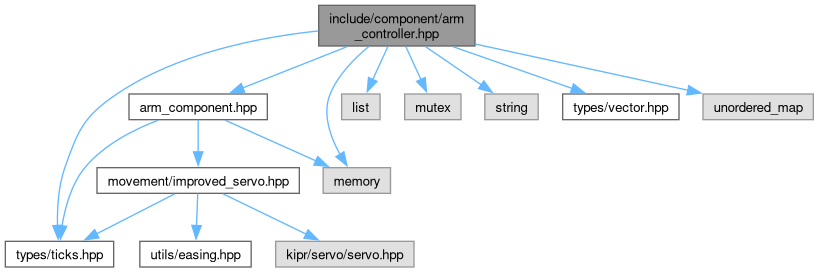 include/component/arm
_controller.hpp
arm_component.hpp
list
mutex
string
types/vector.hpp
unordered_map
movement/improved_servo.hpp
memory
types/ticks.hpp
utils/easing.hpp
kipr/servo/servo.hpp